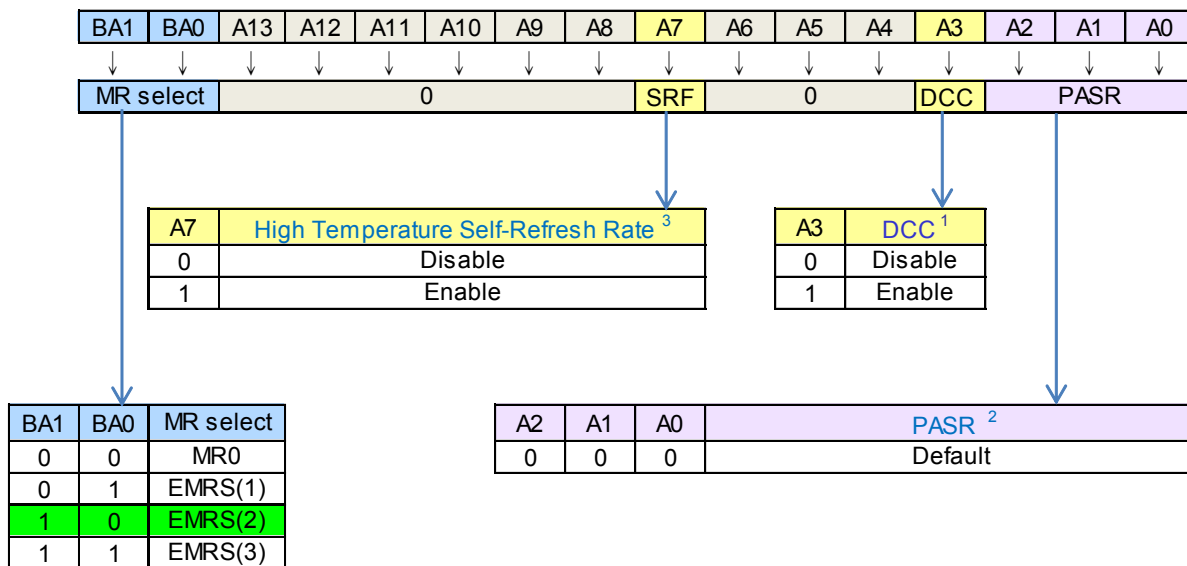 BA1 BA0 A13 A12 A11 A10 A9 A8 A7 A6 A5 A4 A3 A2 A1 A0
MR select 0 SRF 0 DCC PASR
A7 High Temperature Self-Refresh Rate 3
0 Disable
1 Enable
A3 DCC 1
0 Disable
1 Enable
BA1 BA0 MR select
0 0 MR0
0 1 EMRS(1)
1 0 EMRS(2)
1 1 EMRS(3)
A2 A1 A0 PASR 2
0 0 0 Default